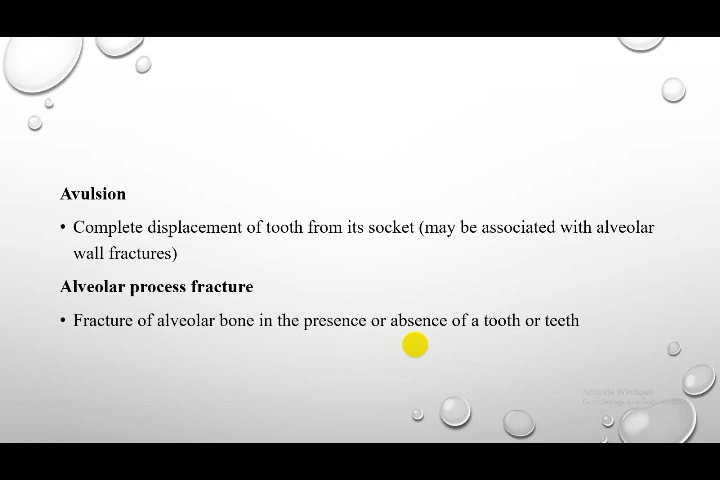 Avulsion
• Complete displacement of tooth from its socket (may be associated with alveolar
wall fractures)
Alveolar process fracture
• Fracture of alveolar bone in the presence or absence of a tooth or teeth
Activate Windows